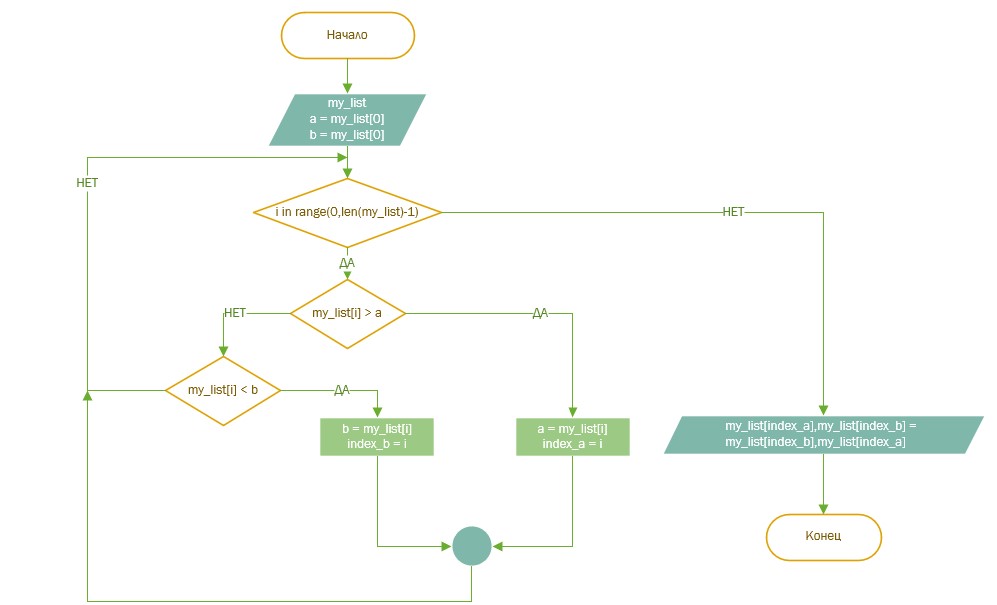 Начало
my_list
a = my_list[0]
b = my_list[0]
НЕТ
i in range(0,len(my_list)-1)
НЕТ
ДА
НЕТ
my_list[i] > a
ДА
my_list[i] < b
ДА
b = my_list[i]
index_b = i
a = my_list[i]
index_a = i
my_list[index_a],my_list[index_b] =
my_list[index_b],my_list[index_a]
Конец